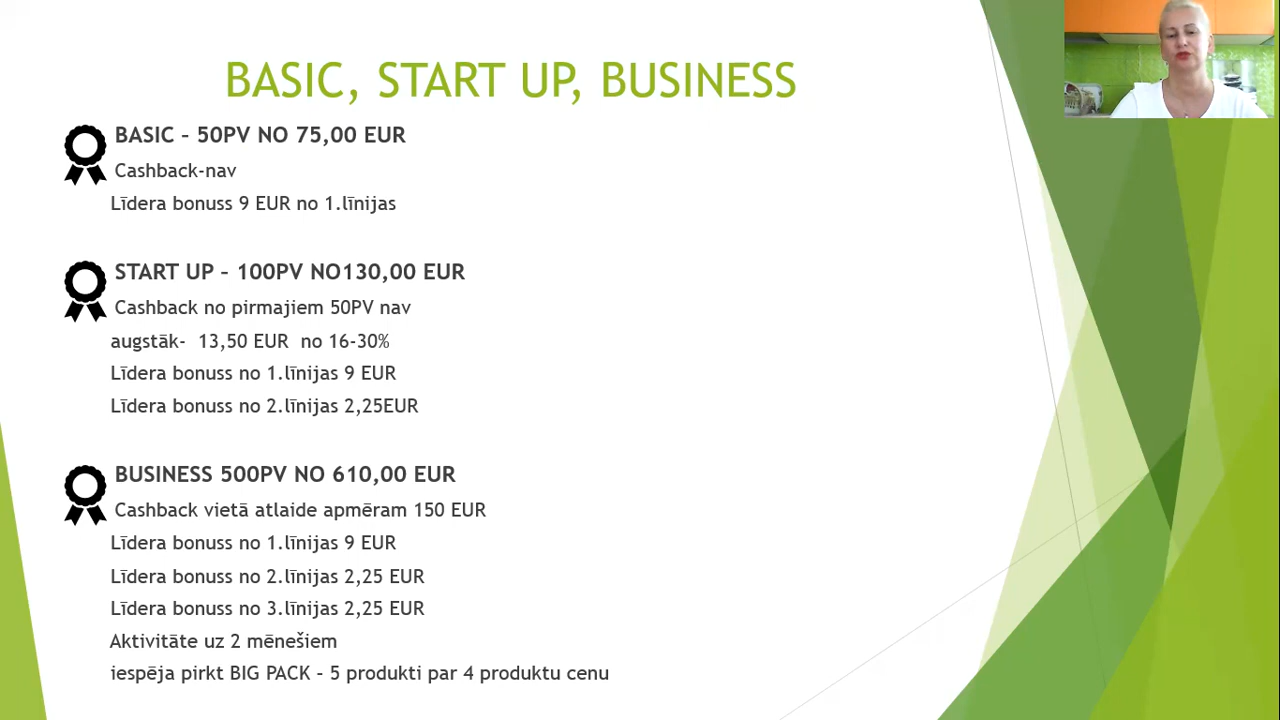 BASIC, START UP, BUSINESS
BASIC – 50PV NO 75,00 EUR
Cashback-nav
Līdera bonuss 9 EUR no 1.līnijas
START UP – 100PV NO130,00 EUR
Cashback no pirmajiem 50PV nav
augstāk- 13,50 EUR no 16-30%
Līdera bonuss no 1.līnijas 9 EUR
Līdera bonuss no 2.līnijas 2,25EUR
BUSINESS 500PV NO 610,00 EUR
Cashback vietā atlaide apmēram 150 EUR
Līdera bonuss no 1.līnijas 9 EUR
Līdera bonuss no 2.līnijas 2,25 EUR
Līdera bonuss no 3.līnijas 2,25 EUR
Aktivitāte uz 2 mēnešiem
iespēja pirkt BIG PACK – 5 produkti par 4 produktu cenu